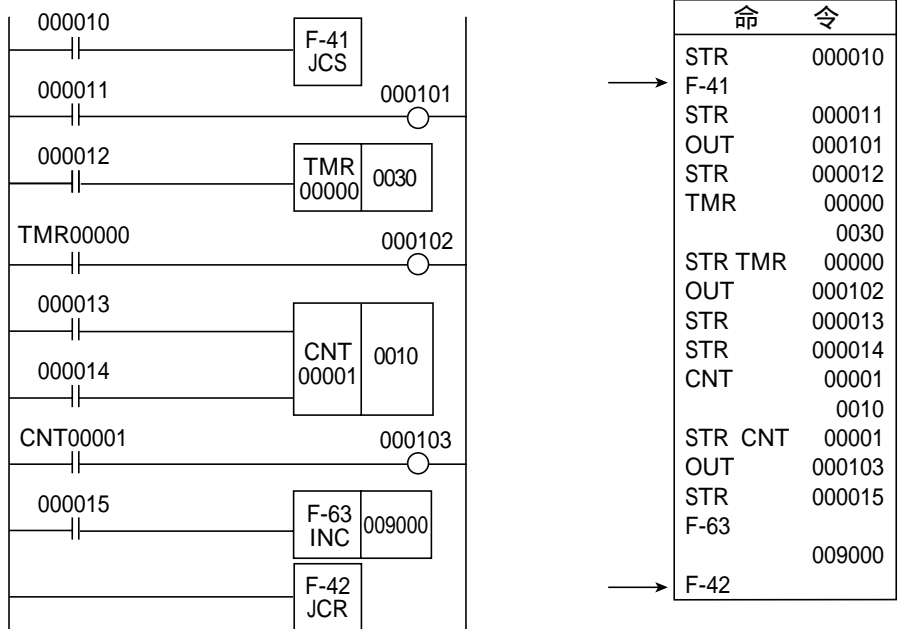 000010
F-41
JCS
000011
000101
000012
TMR
00000
0030
TMR00000
000102
000013
CNT
00001
0010
000014
CNT00001
000103
000015
F-63
INC
009000
F-42
JCR
命 令
STR 000010
F-41
STR 000011
OUT 000101
STR 000012
TMR 00000
0030
STR TMR 00000
OUT 000102
STR 000013
STR 000014
CNT 00001
0010
STR CNT 00001
OUT 000103
STR 000015
F-63
009000
F-42